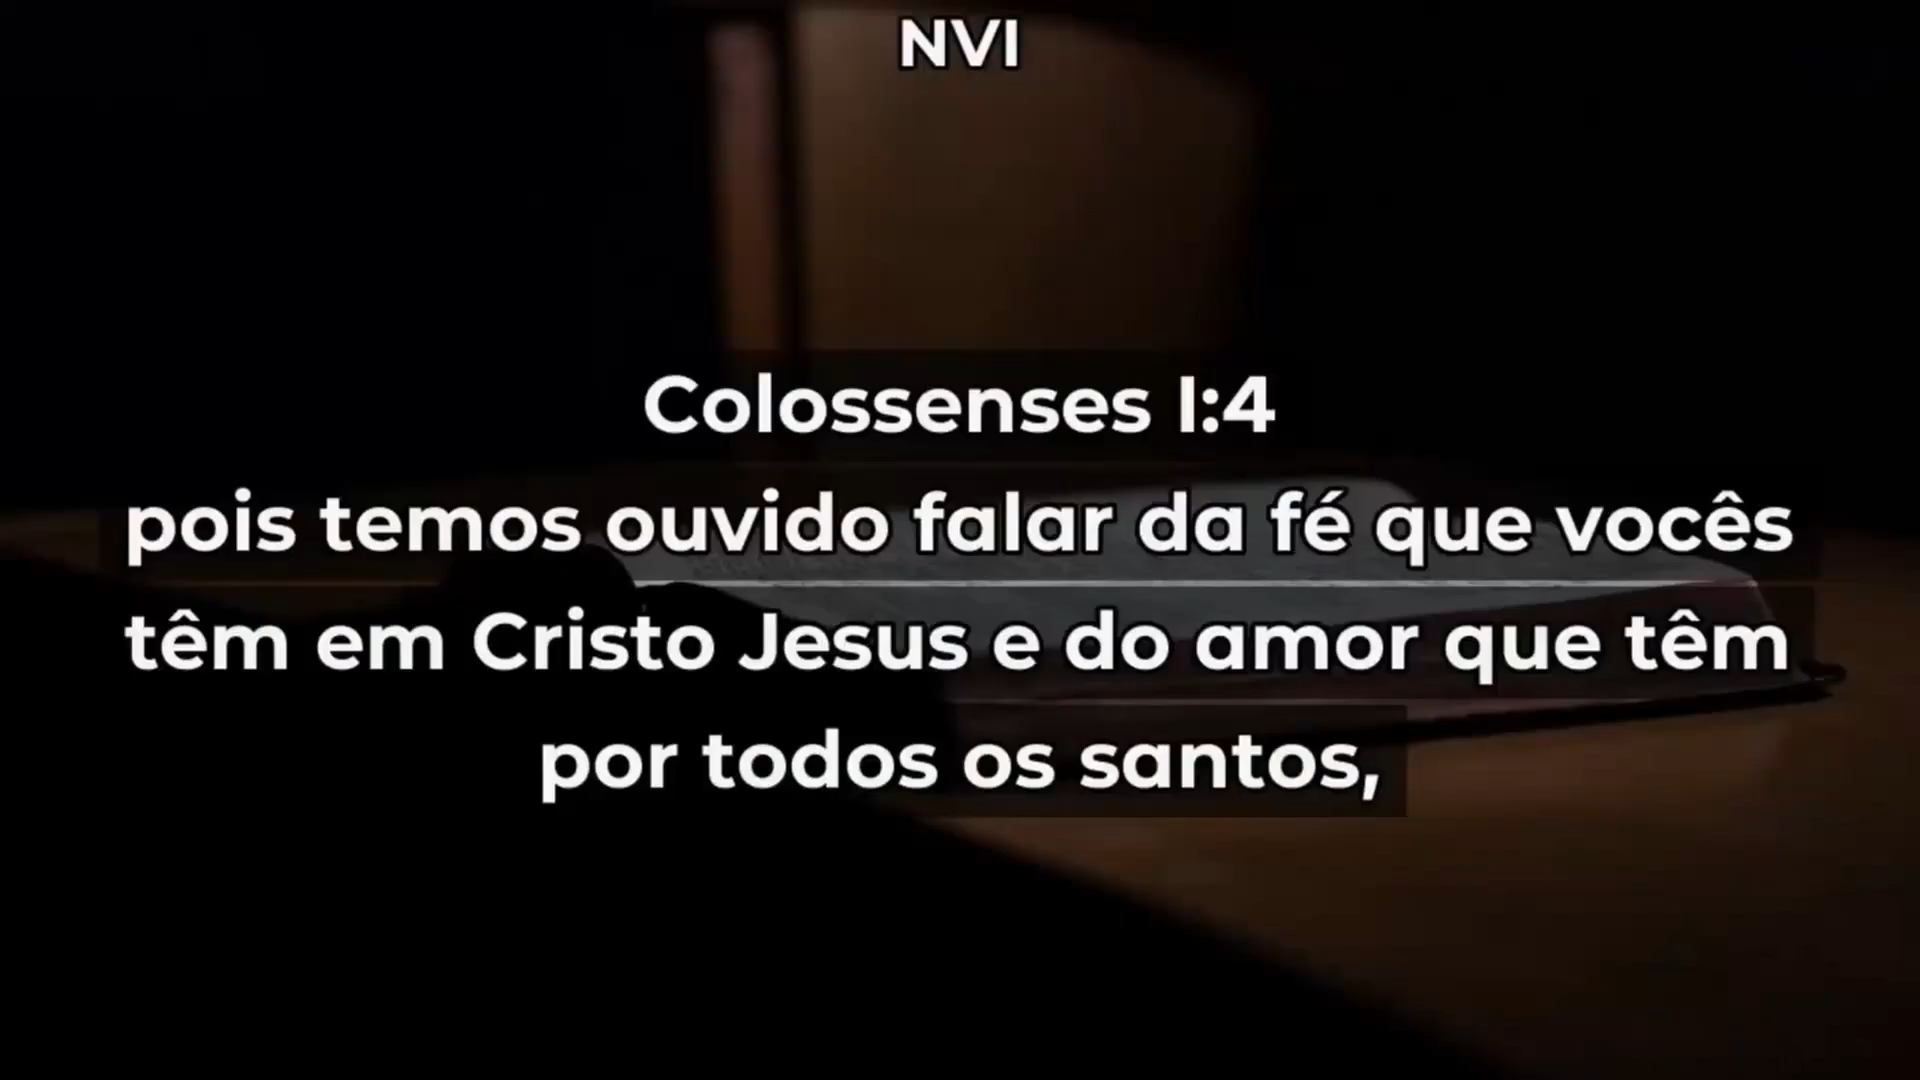 NVI
Colossenses 1:4
pois temos ouvido falar da fé que vocês
têm em Cristo Jesus e do amor que têm
por todos os santos,